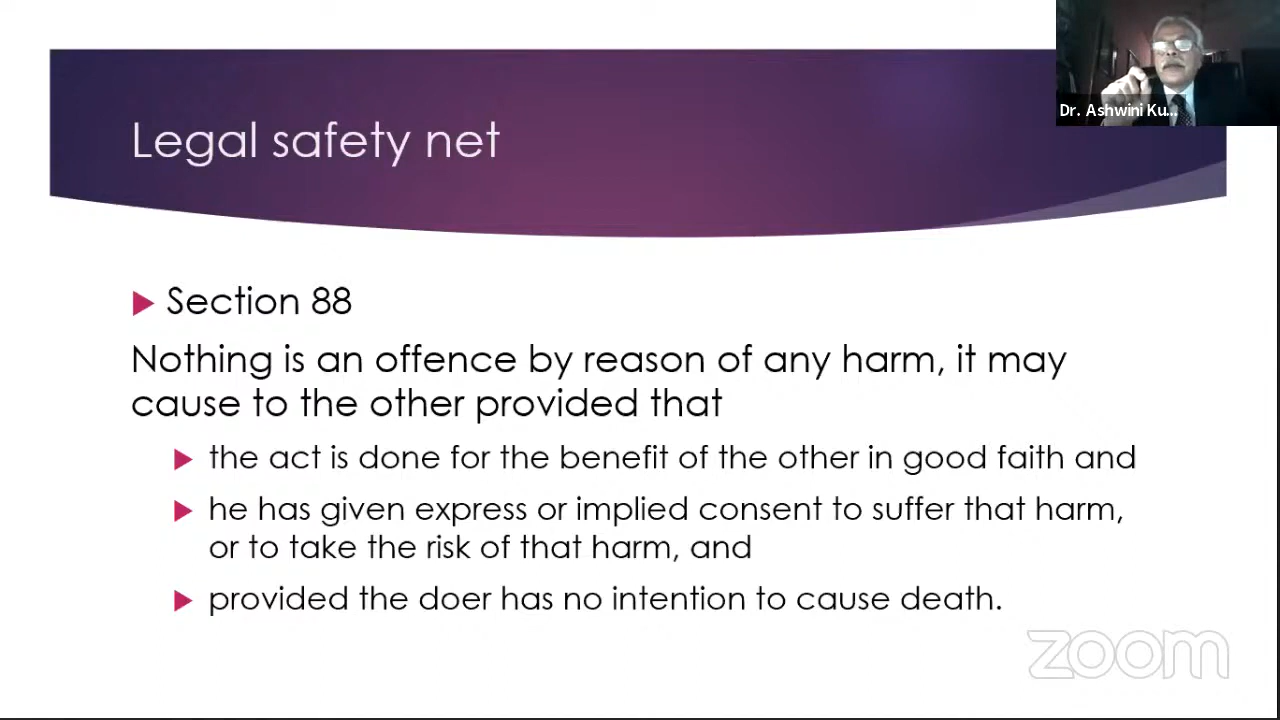 Dr. Ashwini Ku...
Legal safety net
Section 88
Nothing is an offence by reason of any harm, it may
cause to the other provided that
the act is done for the benefit of the other in good faith and
he has given express or implied consent to suffer that harm,
or to take the risk of that harm, and
provided the doer has no intention to cause death.
zoom